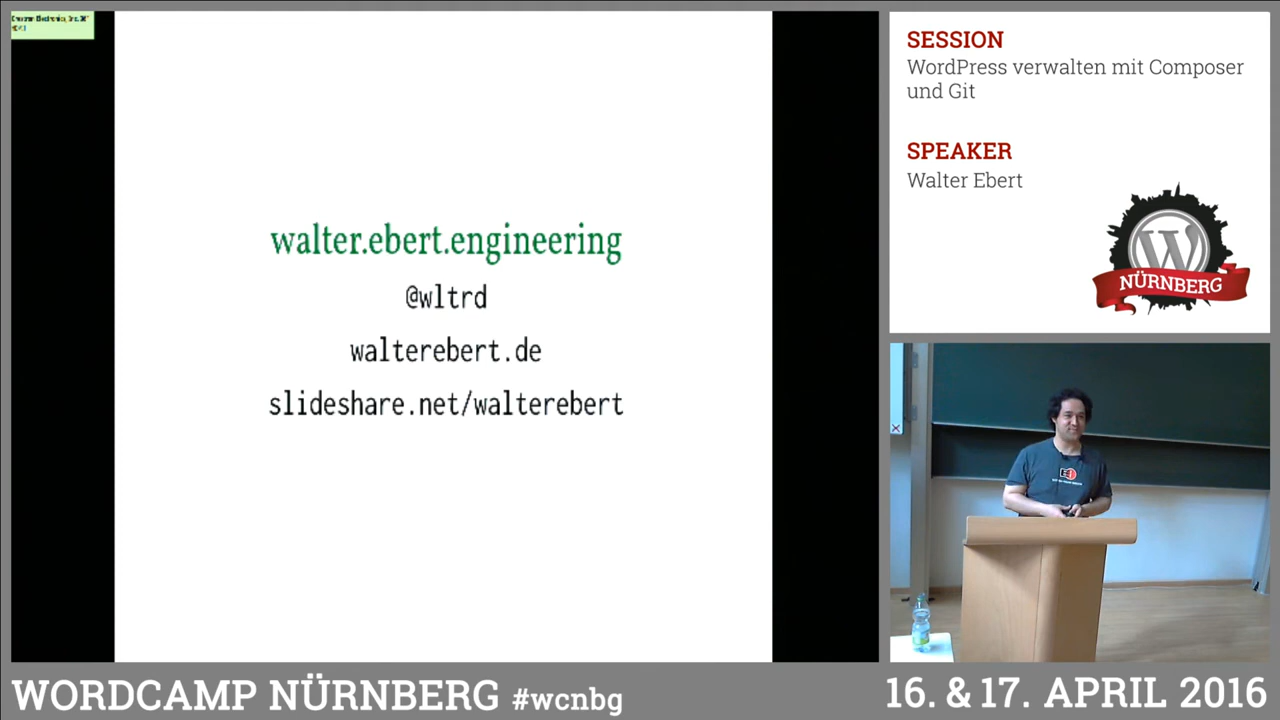 walter.ebert.engineering
@wltrd
walterebert.de
slideshare.net/walterebert
SESSION
WordPress verwalten mit Composer
und Git
SPEAKER
Walter Ebert
W
NÜRNBERG
WORDCAMP NÜRNBERG #wcnbg
16. & 17. APRIL 2016